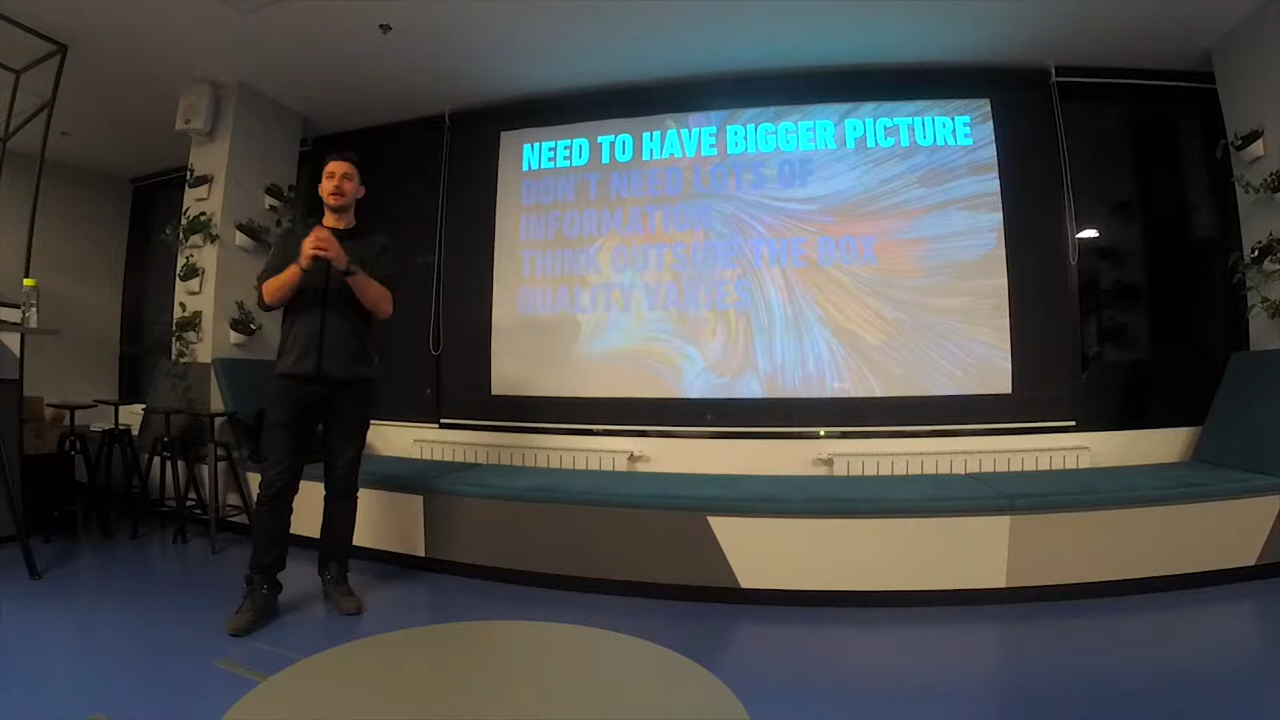 NEED TO HAVE BIGGER PICTURE
DON'T NEED LOTS OF
INFORMATION
THINK OUTSIDE THE BOX
QUALITY VARIES